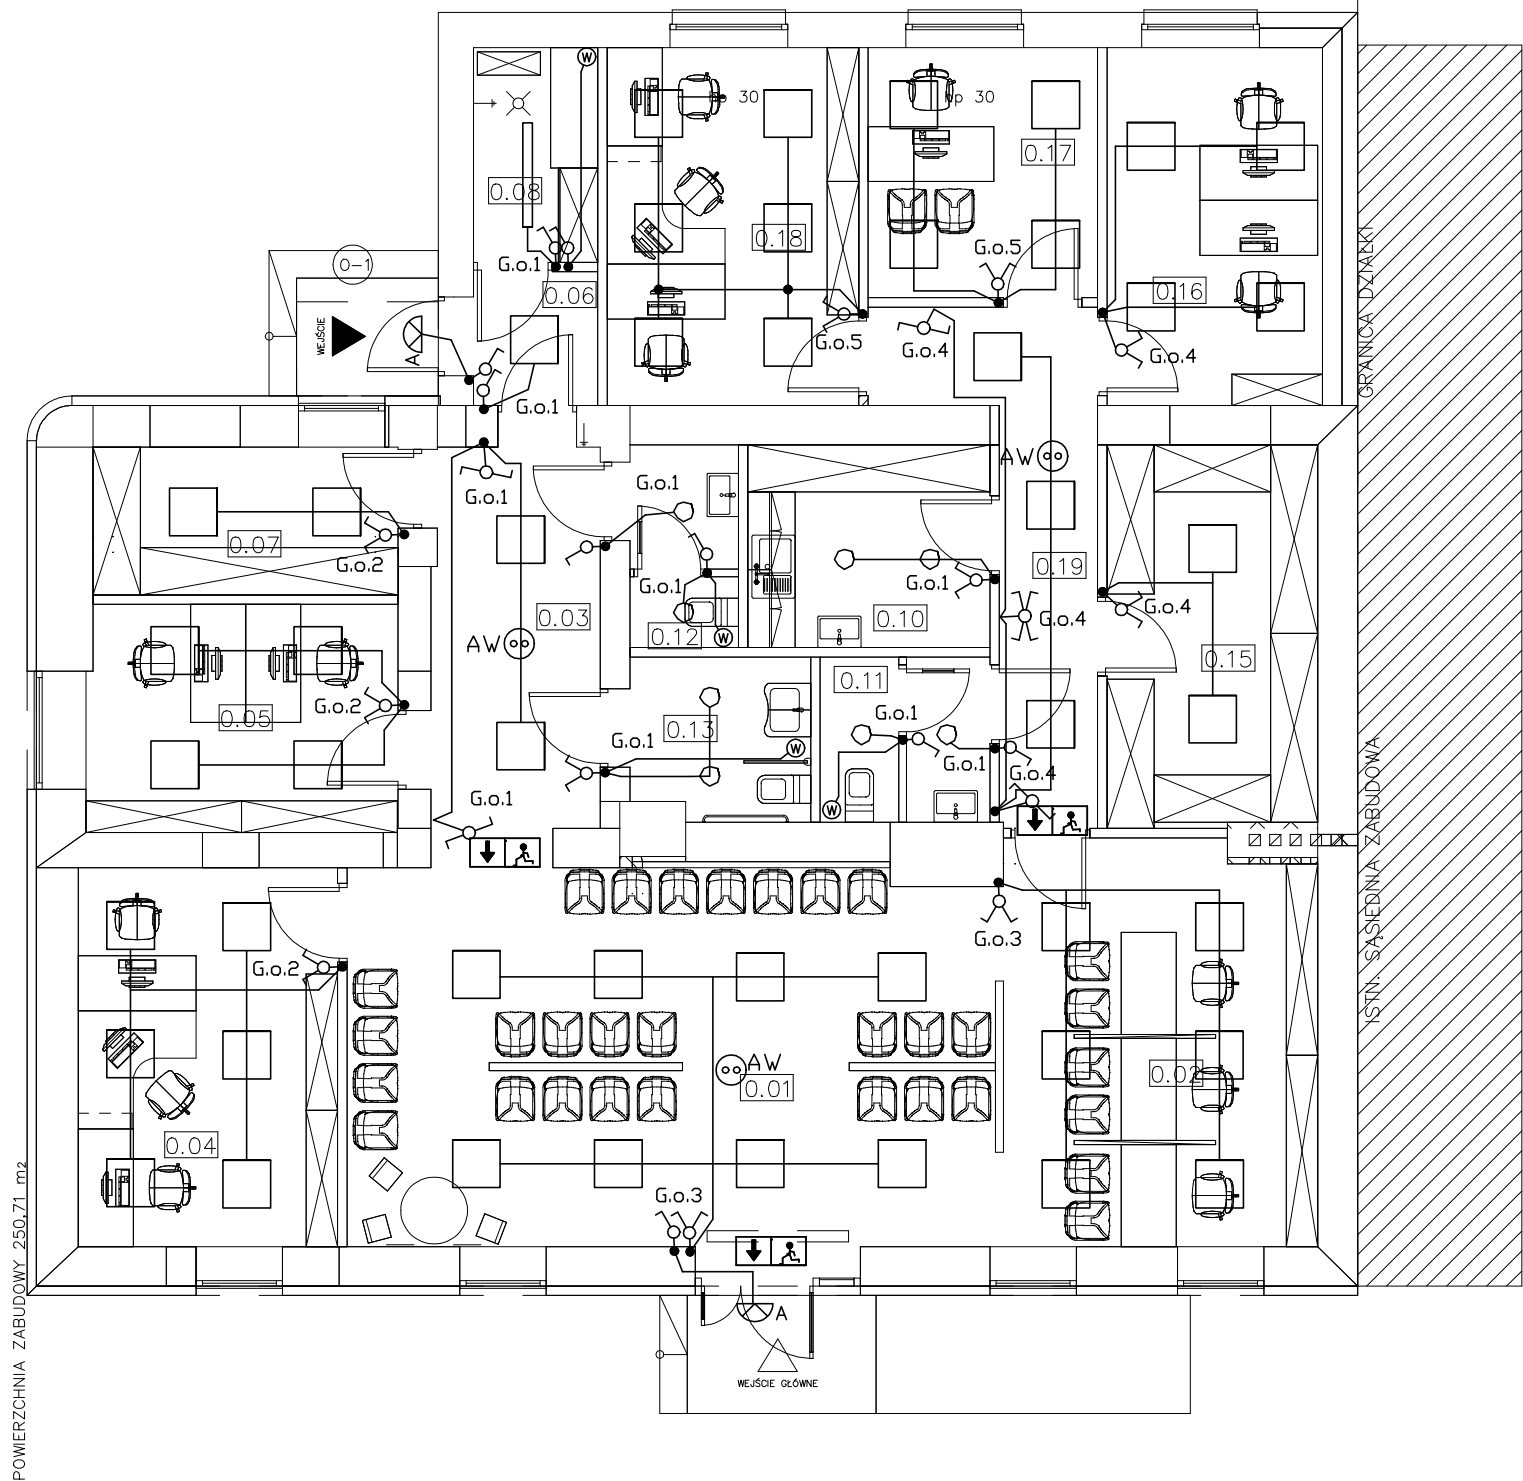 W
p 30
hp 30
0.17
0.08
0.18
G.o.5
G.o.1
O-1
0.06
0.16
GRANICA DZIAŁKI
WEJŚCIE
A
G.o.5
G.o.4
G.o.4
G.o.1
AW
G.o.1
G.o.1
0.07
G.o.2
G.o.1
G.o.1
0.19
G.o.4
0.03
0.12
W
0.10
G.o.4
AW
0.15
0.11
G.o.2
0.05
0.13
G.o.1
G.o.1
W
G.o.1
G.o.4
G.o.1
W
ISTN. SĄSIEDNIA ZABUDOWA
G.o.3
G.o.2
AW
0.01
0.02
0.04
G.o.3
POWIERZCHNIA ZABUDOWY 250.71 m2
A
WEJŚCIE GŁÓWNE